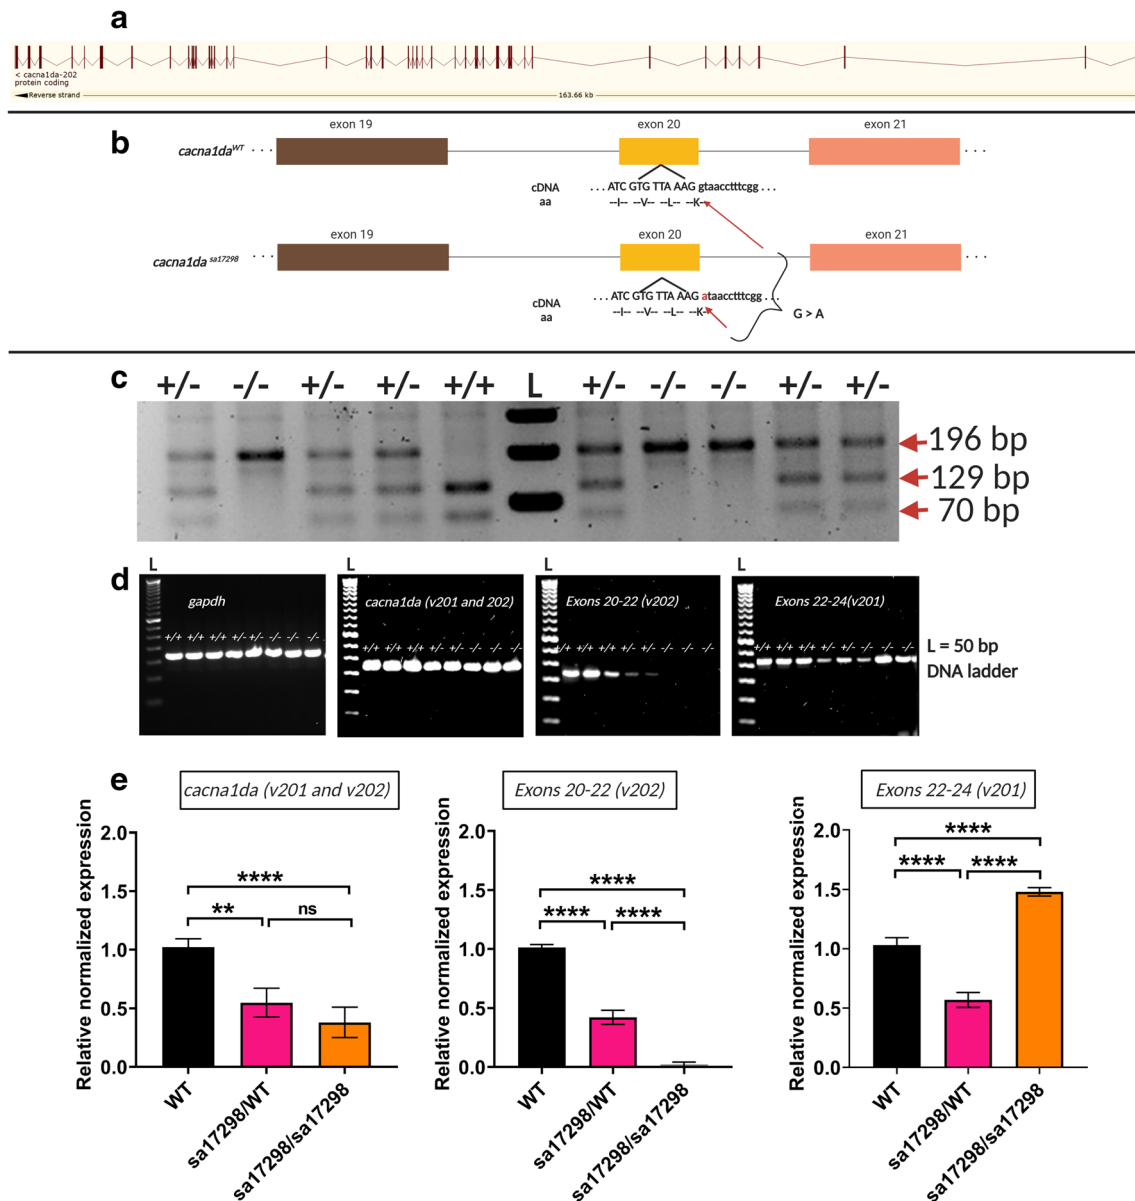 a
< cacna1da-202
protein coding
Reverse strand
163.66 kb
b
exon 19
exon 20
exon 21
cacna1da^WT
· · ·
· · ·
cDNA
. . . ATC GTG TTA AAG gtaacctttcgg . . .
aa
--I-- --V-- --L-- --K-
exon 19
exon 20
exon 21
cacna1da ^sa17298
· · ·
· · ·
cDNA
. . . ATC GTG TTA AAG ataacctttcgg . . .
aa
--I-- --V-- --L-- --K-
G > A
c
+/- -/- +/- +/- +/+ L +/- -/- -/- +/- +/-
196 bp
129 bp
70 bp
d
L
gapdh
+/+ +/+ +/+ +/- +/- -/- -/- -/-
L
cacna1da (v201 and 202)
+/+ +/+ +/+ +/- +/- -/- -/- -/-
L
Exons 20-22 (v202)
+/+ +/+ +/+ +/- +/- -/- -/- -/-
L
Exons 22-24(v201)
+/+ +/+ +/+ +/- +/- +/- -/- -/-
L = 50 bp
DNA ladder
e
cacna1da (v201 and v202)
Relative normalized expression
2.0
1.5
1.0
0.5
0.0
****
**
ns
WT
sa17298/WT
sa17298/sa17298
Exons 20-22 (v202)
Relative normalized expression
2.0
1.5
1.0
0.5
0.0
****
****
****
WT
sa17298/WT
sa17298/sa17298
Exons 22-24 (v201)
Relative normalized expression
2.0
1.5
1.0
0.5
0.0
****
****
****
WT
sa17298/WT
sa17298/sa17298